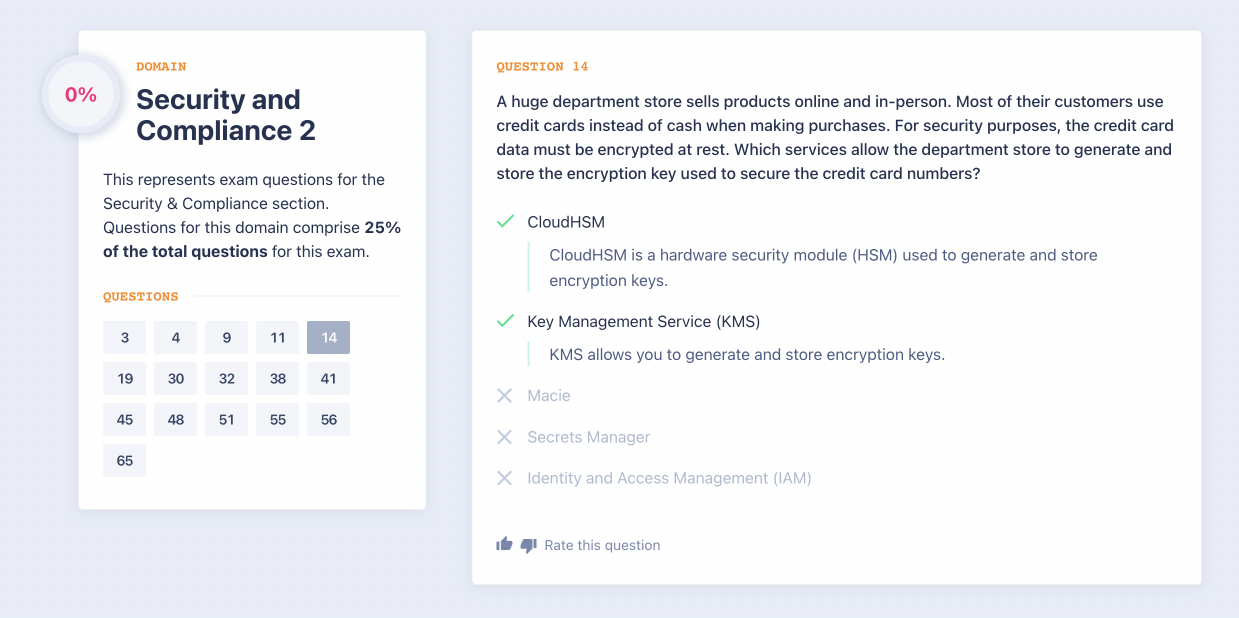 0%
DOMAIN
Security and
Compliance 2
This represents exam questions for the
Security & Compliance section.
Questions for this domain comprise 25%
of the total questions for this exam.
QUESTIONS
3 4 9 11 14
19 30 32 38 41
45 48 51 55 56
65
QUESTION 14
A huge department store sells products online and in-person. Most of their customers use
credit cards instead of cash when making purchases. For security purposes, the credit card
data must be encrypted at rest. Which services allow the department store to generate and
store the encryption key used to secure the credit card numbers?
CloudHSM
CloudHSM is a hardware security module (HSM) used to generate and store
encryption keys.
Key Management Service (KMS)
KMS allows you to generate and store encryption keys.
Macie
Secrets Manager
Identity and Access Management (IAM)
Rate this question